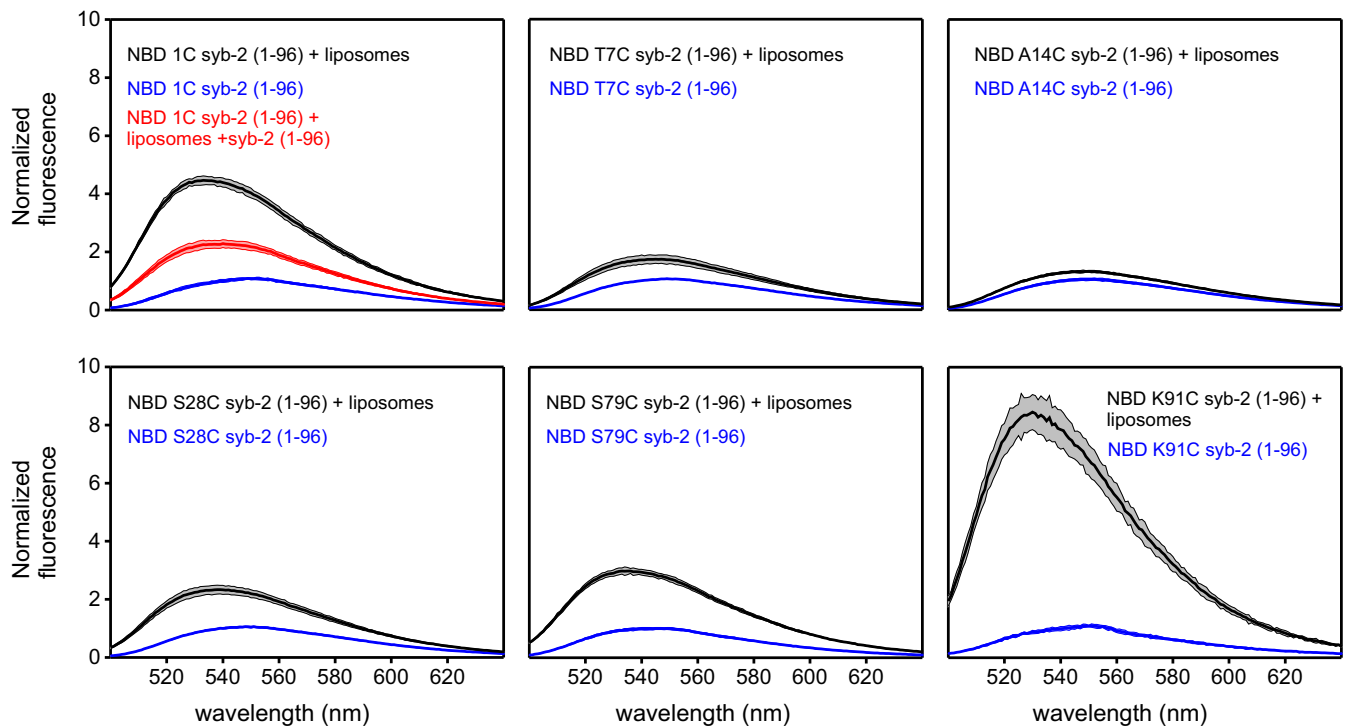 10
8
6
4
2
0
Normalized
fluorescence
NBD 1C syb-2 (1-96) + liposomes
NBD 1C syb-2 (1-96)
NBD 1C syb-2 (1-96) +
liposomes +syb-2 (1-96)
NBD T7C syb-2 (1-96) + liposomes
NBD T7C syb-2 (1-96)
NBD A14C syb-2 (1-96) + liposomes
NBD A14C syb-2 (1-96)
10
8
6
4
2
0
Normalized
fluorescence
NBD S28C syb-2 (1-96) + liposomes
NBD S28C syb-2 (1-96)
NBD S79C syb-2 (1-96) + liposomes
NBD S79C syb-2 (1-96)
NBD K91C syb-2 (1-96) +
liposomes
NBD K91C syb-2 (1-96)
520 540 560 580 600 620
520 540 560 580 600 620
520 540 560 580 600 620
wavelength (nm)
wavelength (nm)
wavelength (nm)